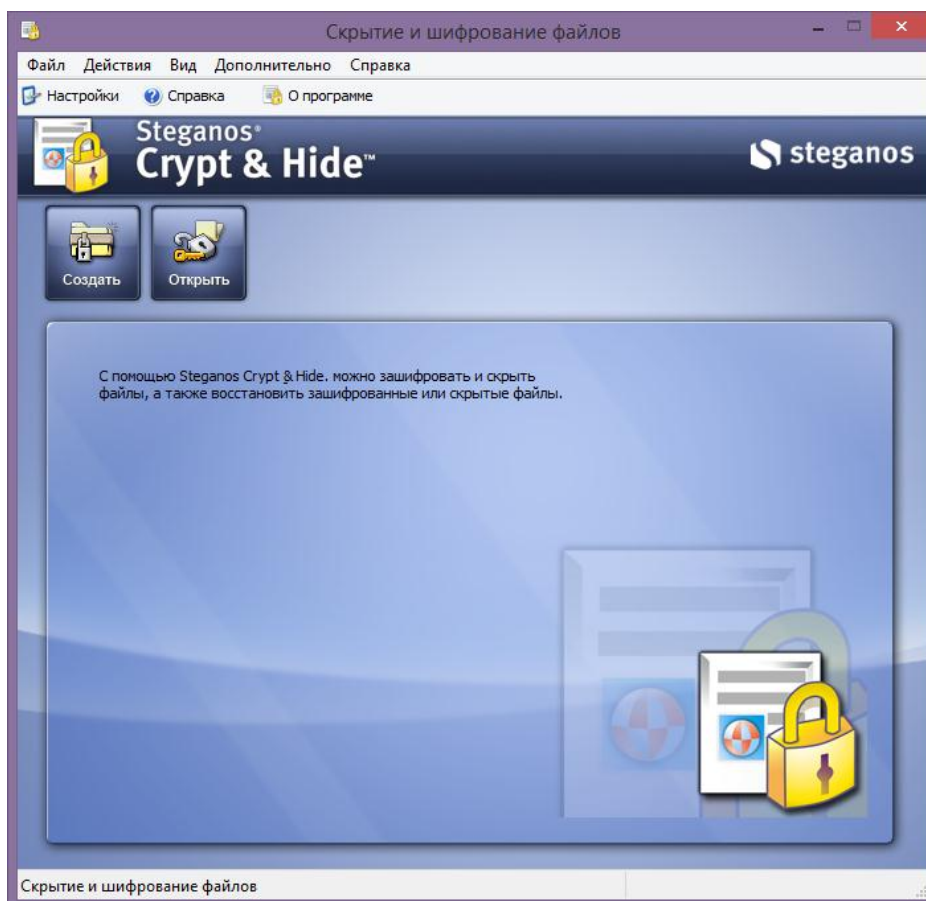 Скрытие и шифрование файлов
Файл Действия Вид Дополнительно Справка
Настройки Справка О программе
Steganos®
Crypt & Hide™
steganos
Создать Открыть
С помощью Steganos Crypt & Hide. можно зашифровать и скрыть
файлы, а также восстановить зашифрованные или скрытые файлы.
Скрытие и шифрование файлов